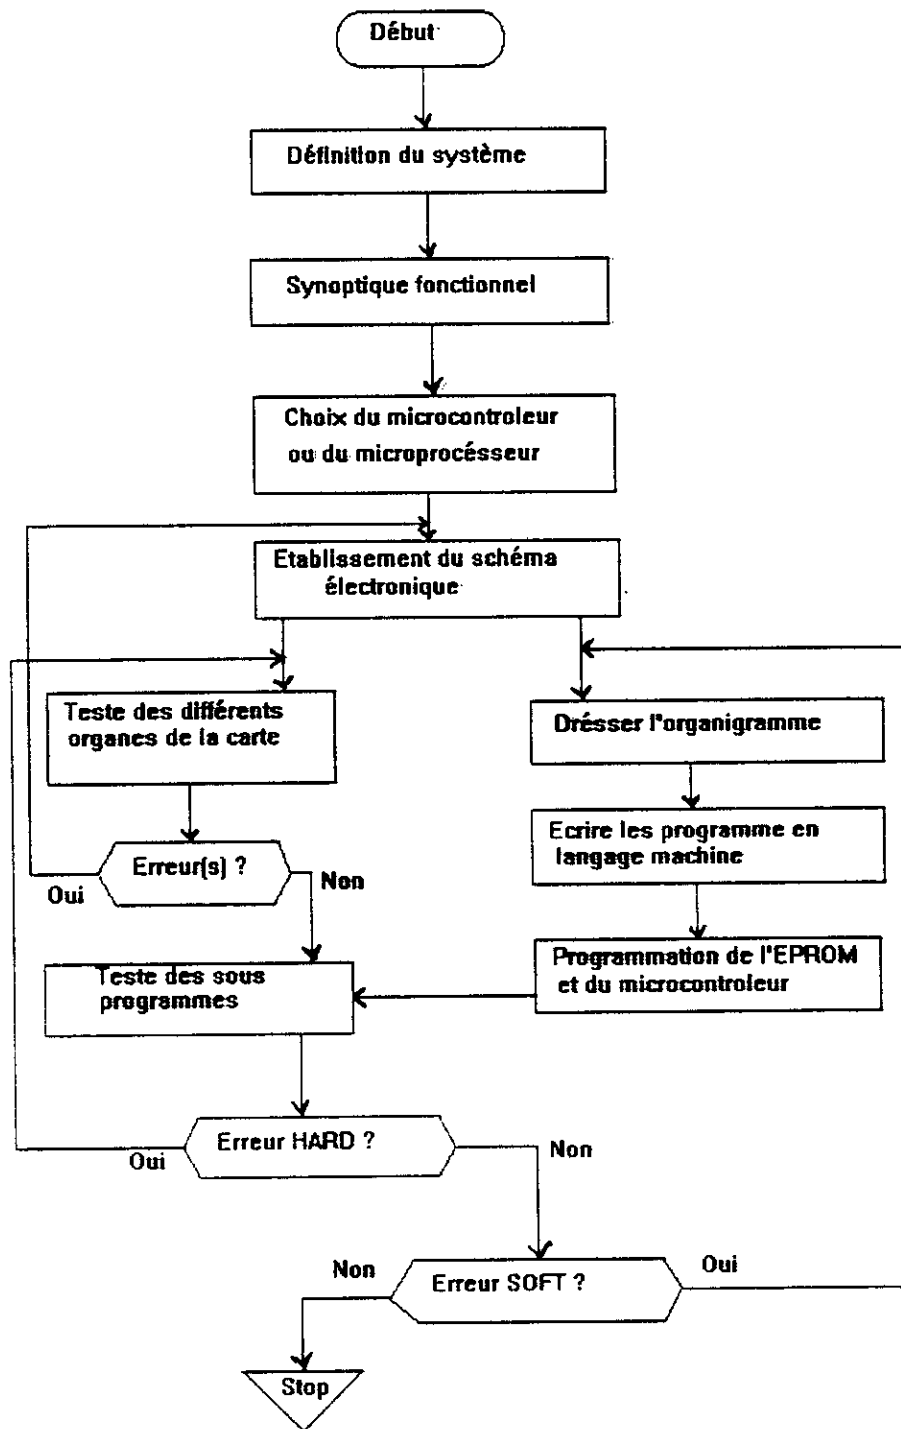 Début
Définition du système
Synoptique fonctionnel
Choix du microcontroleur
ou du microprocésseur
Etablissement du schéma
électronique
Teste des différents
organes de la carte
Drésser l'organigramme
Ecrire les programme en
langage machine
Erreur(s) ?
Oui
Non
Programmation de l'EPROM
et du microcontroleur
Teste des sous
programmes
Erreur HARD ?
Oui
Non
Erreur SOFT ?
Non
Oui
Stop